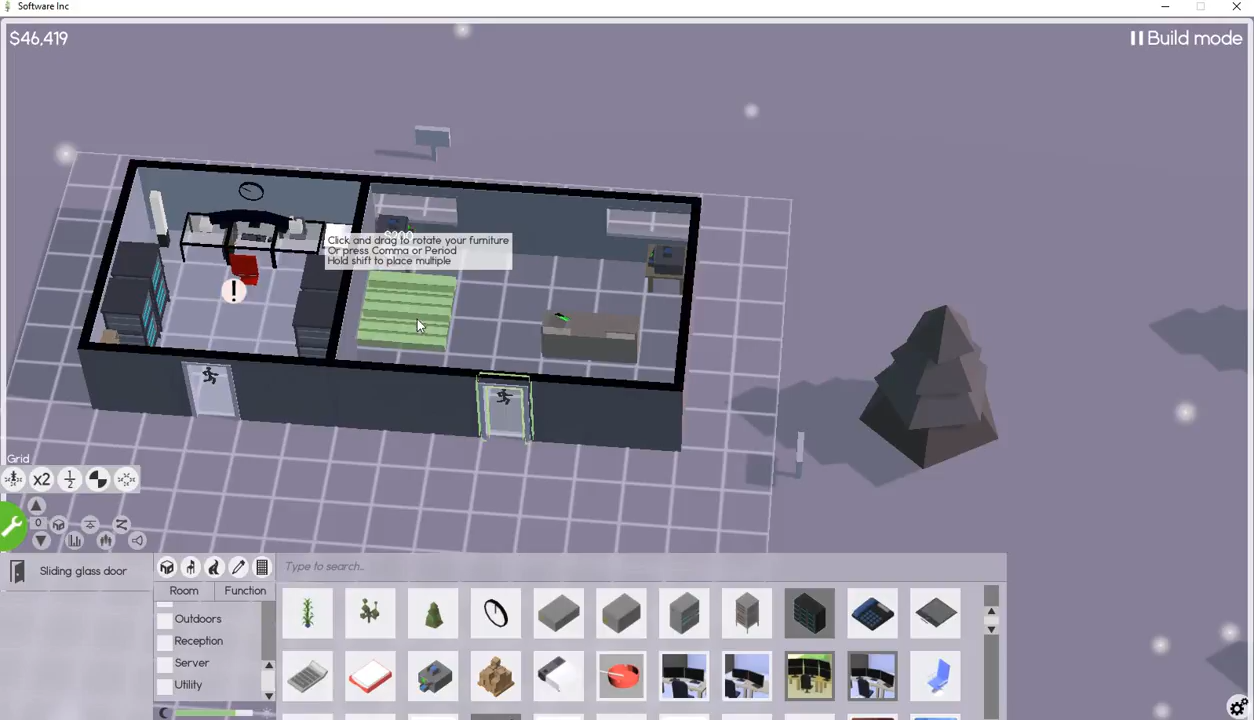 Software Inc
$46,419
Build mode
$200
Click and drag to rotate your furniture
Or press Comma or Period
Hold shift to place multiple
!
Grid
x2
1/2
0
Sliding glass door
Type to search..
Room
Function
Outdoors
Reception
Server
Utility